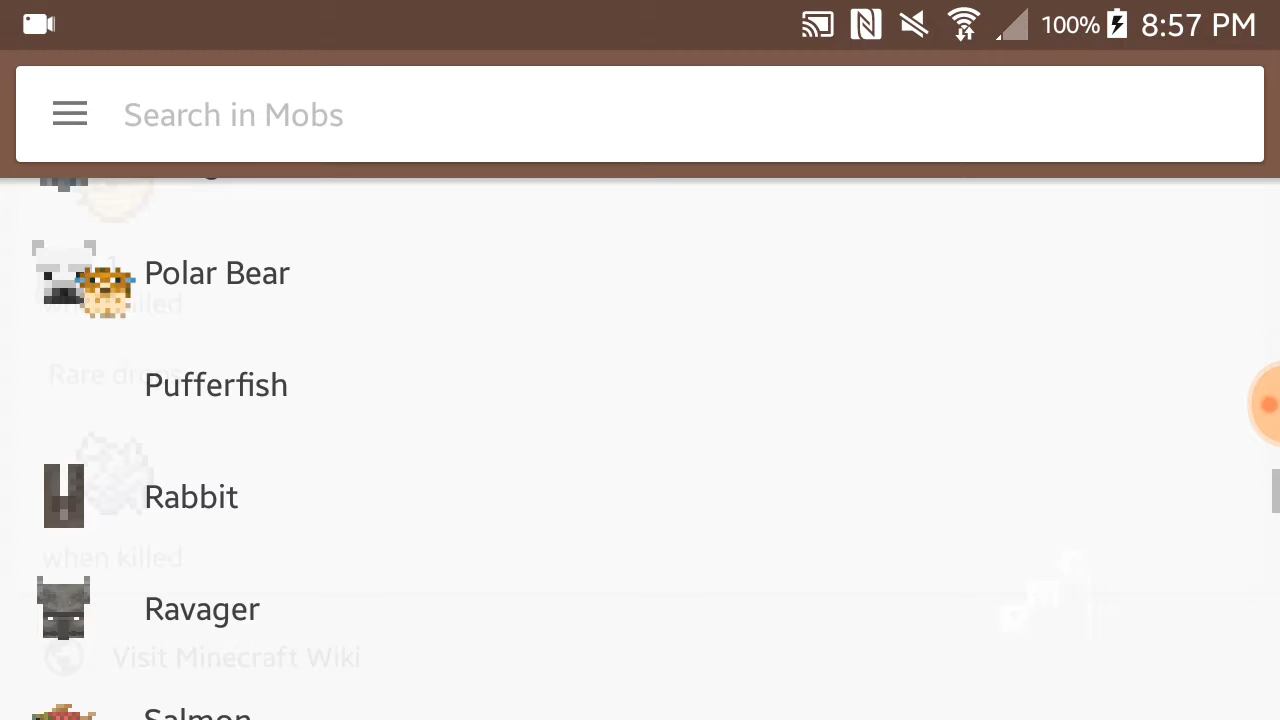 100% 8:57 PM
Search in Mobs
Polar Bear
when killed
Rare drops
Pufferfish
Rabbit
when killed
Ravager
Visit Minecraft Wiki
Salmon